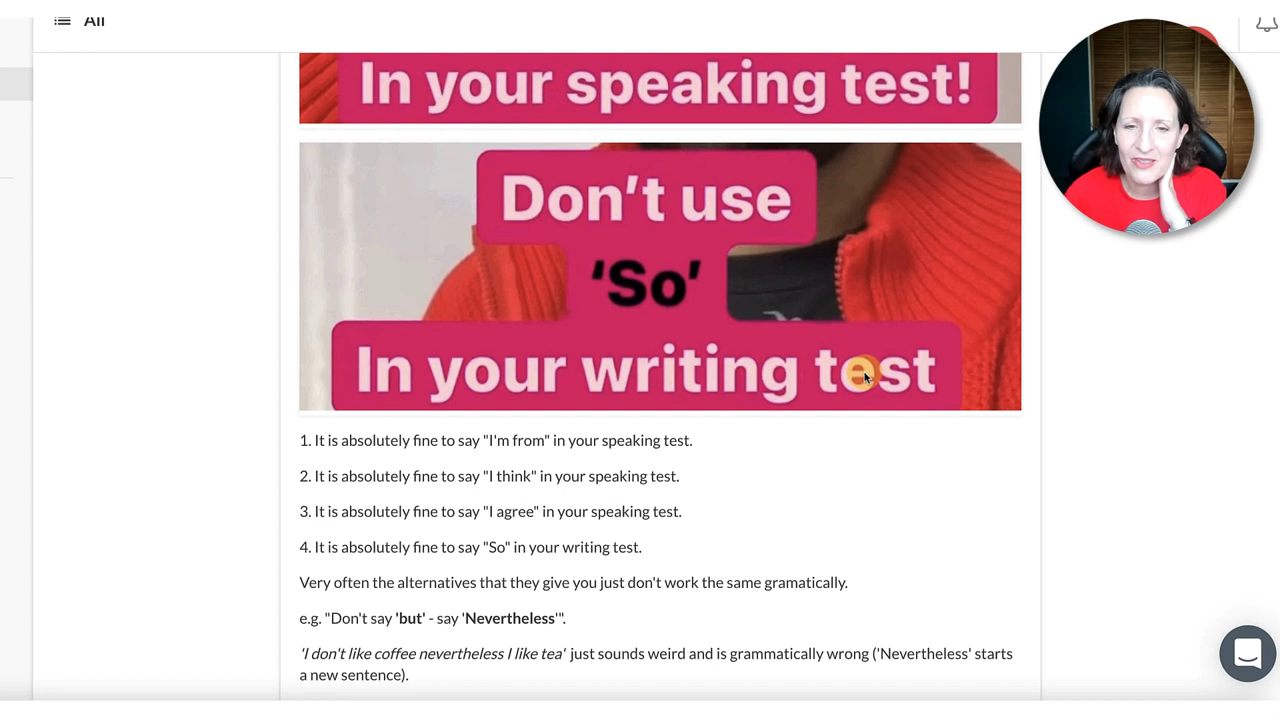 All
In your speaking test!
Don't use
'So'
In your writing test
1. It is absolutely fine to say "I'm from" in your speaking test.
2. It is absolutely fine to say "I think" in your speaking test.
3. It is absolutely fine to say "I agree" in your speaking test.
4. It is absolutely fine to say "So" in your writing test.
Very often the alternatives that they give you just don't work the same gramatically.
e.g. "Don't say 'but' - say 'Nevertheless'".
'I don't like coffee nevertheless I like tea' just sounds weird and is grammatically wrong ('Nevertheless' starts
a new sentence).